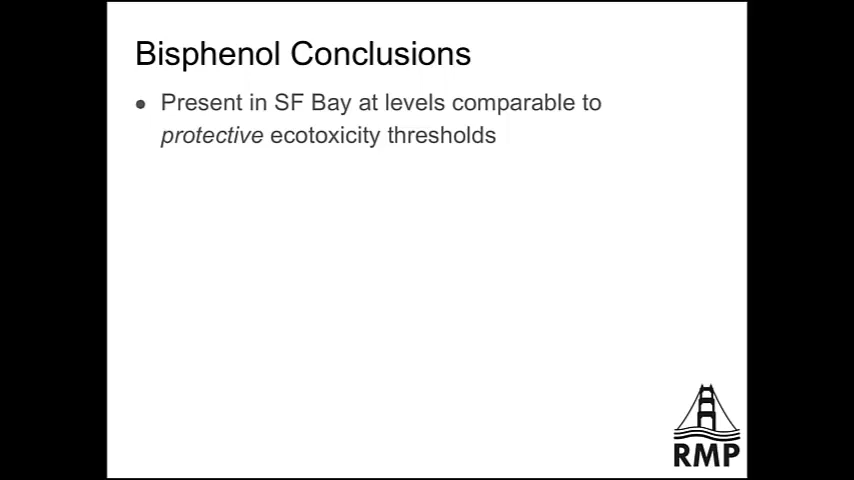 Bisphenol Conclusions
● Present in SF Bay at levels comparable to
protective ecotoxicity thresholds
RMP